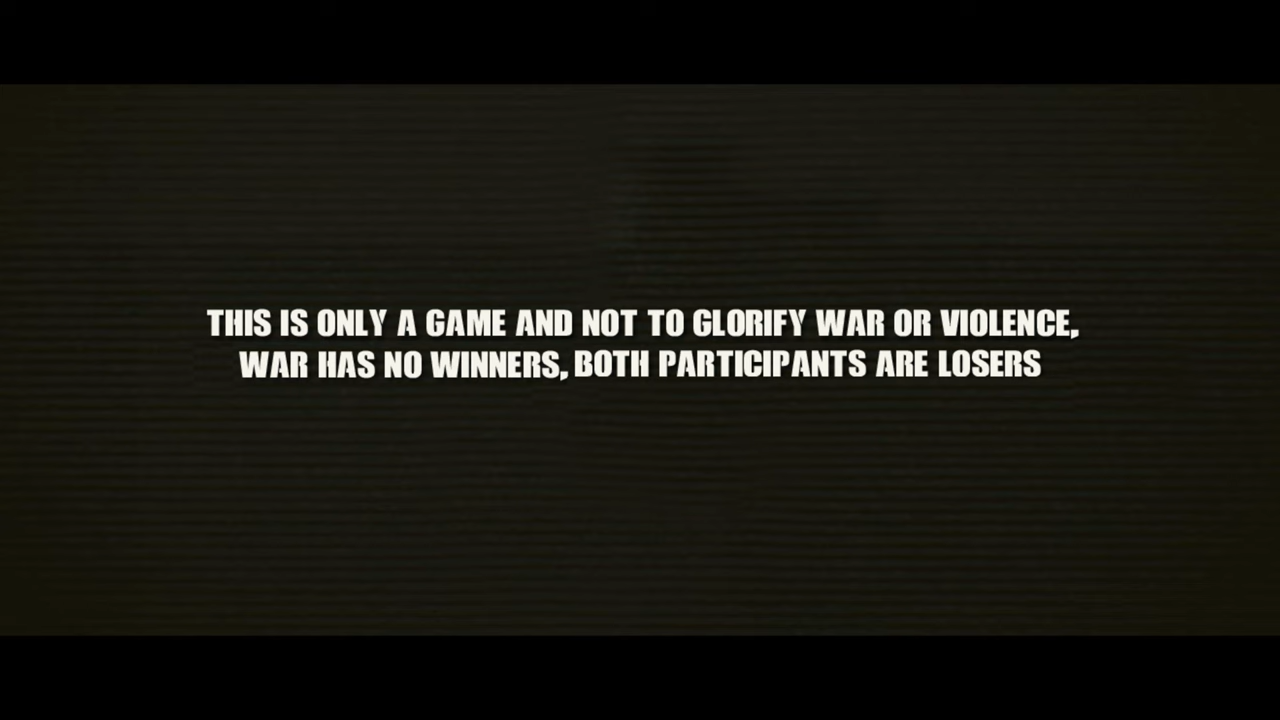 THIS IS ONLY A GAME AND NOT TO GLORIFY WAR OR VIOLENCE,
WAR HAS NO WINNERS, BOTH PARTICIPANTS ARE LOSERS